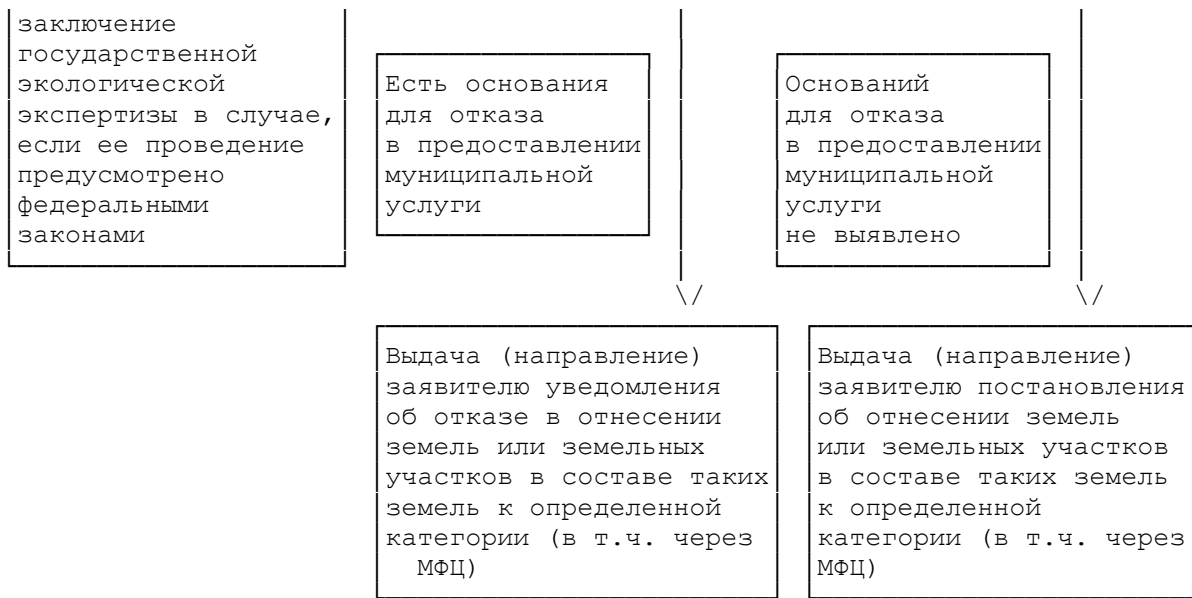 заключение
государственной
экологической
экспертизы в случае,
если ее проведение
предусмотрено
федеральными
законами
Есть основания
для отказа
в предоставлении
муниципальной
услуги
Оснований
для отказа
в предоставлении
муниципальной
услуги
не выявлено
\/
\/
Выдача (направление)
заявителю уведомления
об отказе в отнесении
земель или земельных
участков в составе таких
земель к определенной
категории (в т.ч. через
МФЦ)
Выдача (направление)
заявителю постановления
об отнесении земель
или земельных участков
в составе таких земель
к определенной
категории (в т.ч. через
МФЦ)